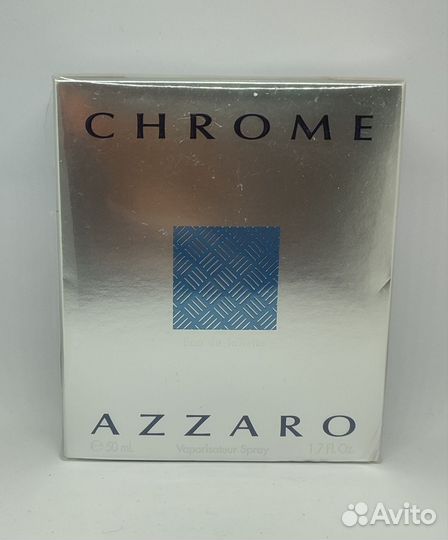 CHROME
Eau de Toilette
AZZARO
℮ 50 mL Vaporisateur Spray 1.7 fl.Oz.
Avito